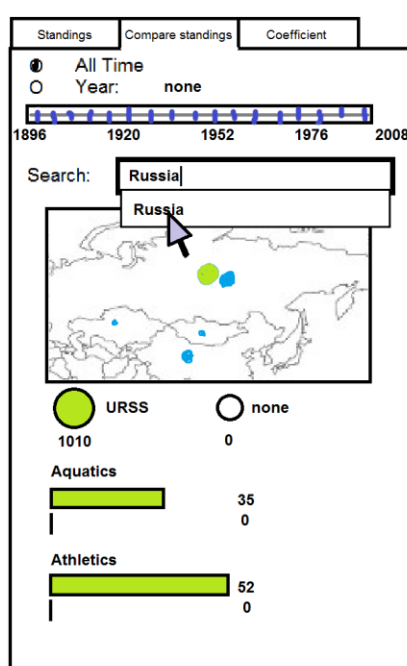 Standings Compare standings Coefficient
All Time
Year: none
1896 1920 1952 1976 2008
Search: Russia
Russia
URSS none
1010 0
Aquatics
35
0
Athletics
52
0